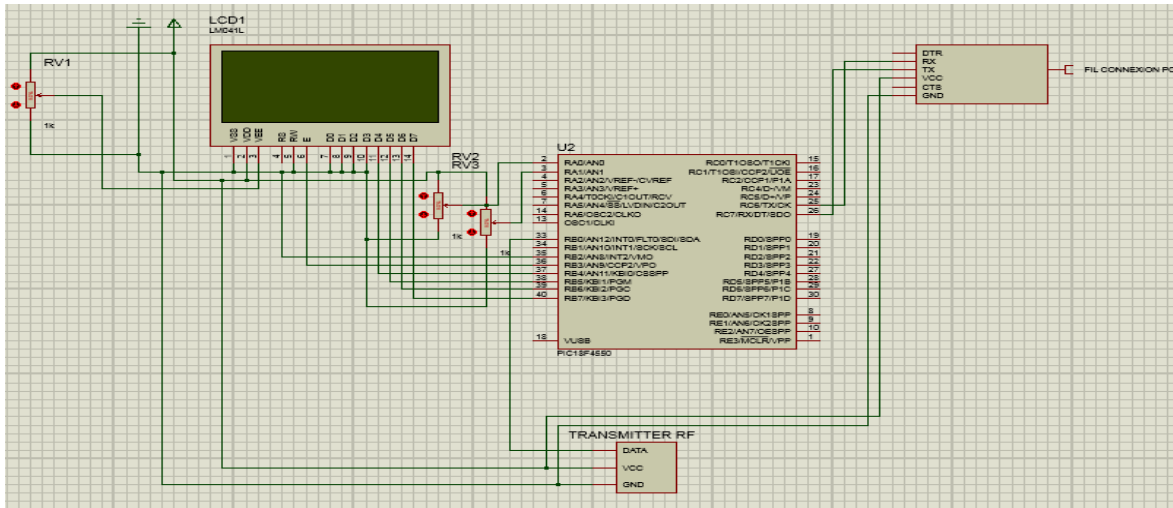 LCD1
LM041L
RV1
1k
VSS VDD VEE RS RW E D0 D1 D2 D3 D4 D5 D6 D7
1 2 3 4 5 6 7 8 9 10 11 12 13 14
RV2
RV3
1k
1k
U2
2 RA0/AN0
3 RA1/AN1
4 RA2/AN2/VREF-/CVREF
5 RA3/AN3/VREF+
6 RA4/T0CKI/C1OUT/RCV
7 RA5/AN4/SS/LVDIN/C2OUT
14 RA6/OSC2/CLKO
13 OSC1/CLKI
33 RB0/AN12/INT0/FLT0/SDI/SDA
34 RB1/AN10/INT1/SCK/SCL
35 RB2/AN8/INT2/VMO
36 RB3/AN9/CCP2/VPO
37 RB4/AN11/KBI0/CSSPP
38 RB5/KBI1/PGM
39 RB6/KBI2/PGC
40 RB7/KBI3/PGD
18 VUSB
RC0/T1OSO/T1CKI 15
RC1/T1OSI/CCP2/UOE 16
RC2/CCP1/P1A 17
RC4/D-/VM 23
RC5/D+/VP 24
RC6/TX/CK 25
RC7/RX/DT/SDO 26
RD0/SPP0 19
RD1/SPP1 20
RD2/SPP2 21
RD3/SPP3 22
RD4/SPP4 27
RD5/SPP5/P1B 28
RD6/SPP6/P1C 29
RD7/SPP7/P1D 30
RE0/AN5/CK1SPP 8
RE1/AN6/CK2SPP 9
RE2/AN7/OESPP 10
RE3/MCLR/VPP 1
PIC18F4550
DTR
RX
TX
VCC
CTS
GND
FIL CONNEXION PC
TRANSMITTER RF
DATA
VCC
GND